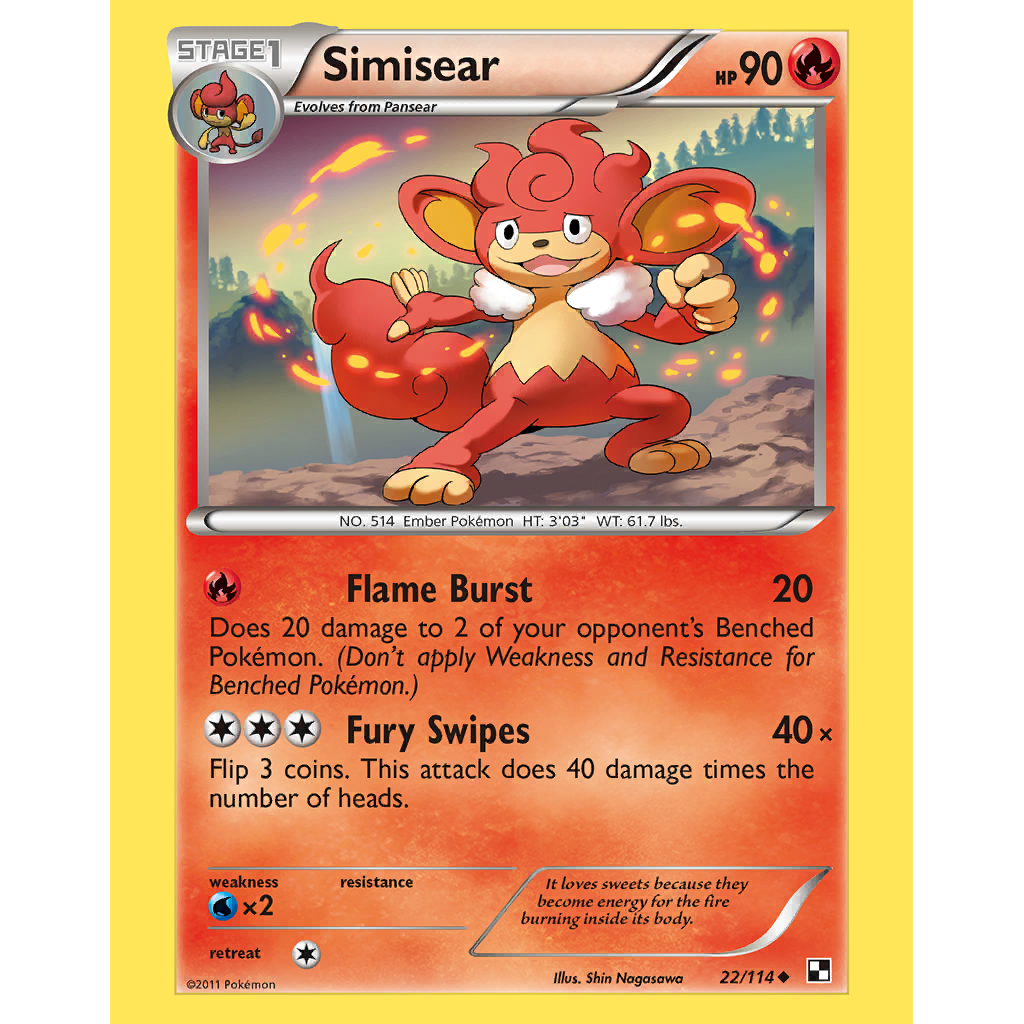 STAGE1
Simisear
HP 90
Evolves from Pansear
NO. 514 Ember Pokémon HT: 3'03" WT: 61.7 lbs.
Flame Burst 20
Does 20 damage to 2 of your opponent's Benched
Pokémon. (Don't apply Weakness and Resistance for
Benched Pokémon.)
Fury Swipes 40×
Flip 3 coins. This attack does 40 damage times the
number of heads.
weakness resistance
×2
It loves sweets because they
become energy for the fire
burning inside its body.
retreat
Illus. Shin Nagasawa 22/114
©2011 Pokémon